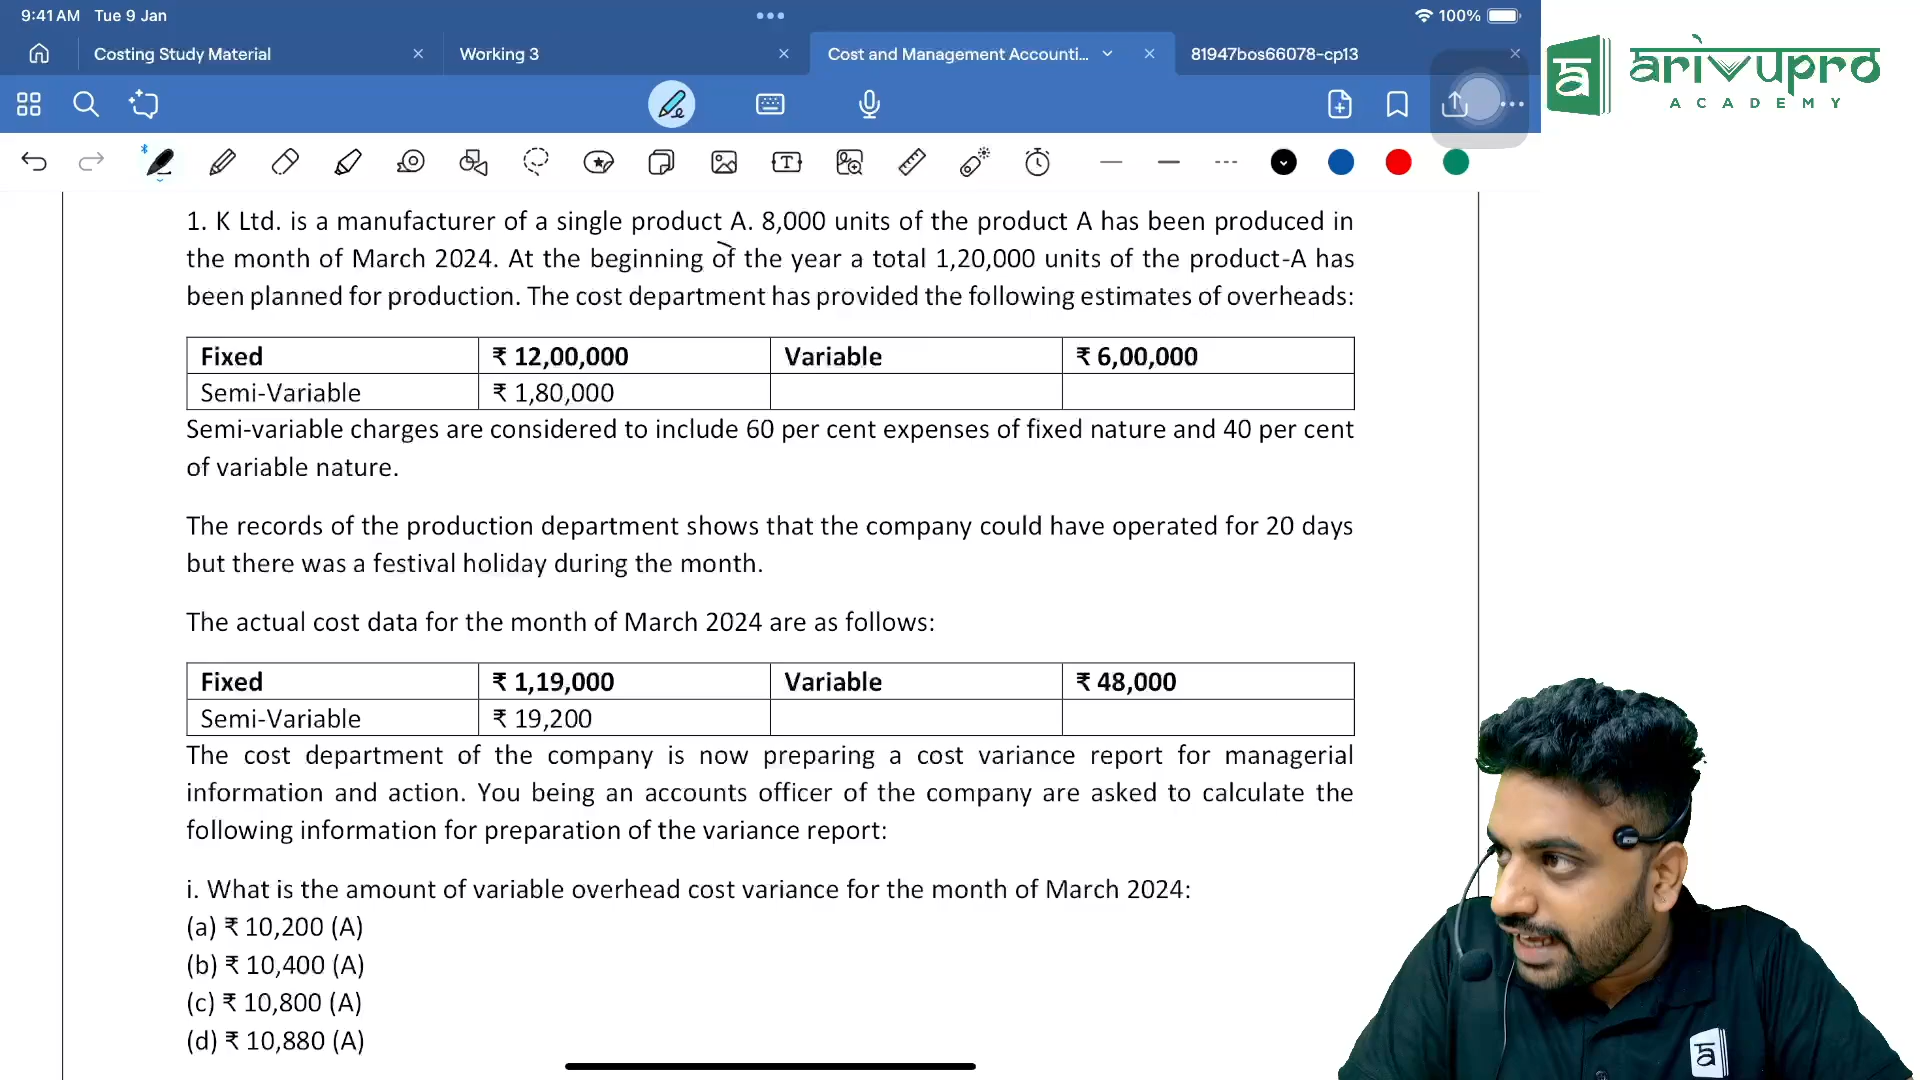 9:41 AM Tue 9 Jan
100%
Costing Study Material
Working 3
Cost and Management Accounti...
81947bos66078-cp13
arivupro
ACADEMY
1. K Ltd. is a manufacturer of a single product A. 8,000 units of the product A has been produced in
the month of March 2024. At the beginning of the year a total 1,20,000 units of the product-A has
been planned for production. The cost department has provided the following estimates of overheads:
Fixed ₹ 12,00,000 Variable ₹ 6,00,000
Semi-Variable ₹ 1,80,000
Semi-variable charges are considered to include 60 per cent expenses of fixed nature and 40 per cent
of variable nature.
The records of the production department shows that the company could have operated for 20 days
but there was a festival holiday during the month.
The actual cost data for the month of March 2024 are as follows:
Fixed ₹ 1,19,000 Variable ₹ 48,000
Semi-Variable ₹ 19,200
The cost department of the company is now preparing a cost variance report for managerial
information and action. You being an accounts officer of the company are asked to calculate the
following information for preparation of the variance report:
i. What is the amount of variable overhead cost variance for the month of March 2024:
(a) ₹ 10,200 (A)
(b) ₹ 10,400 (A)
(c) ₹ 10,800 (A)
(d) ₹ 10,880 (A)